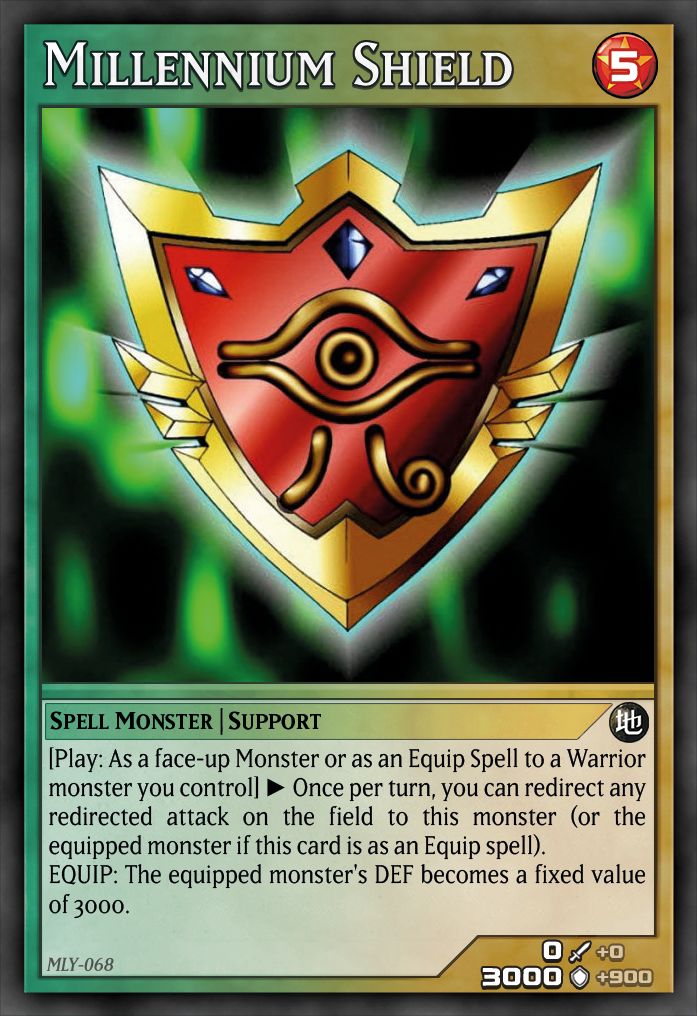 Millennium Shield
5
Spell Monster | Support
[Play: As a face-up Monster or as an Equip Spell to a Warrior
monster you control] ► Once per turn, you can redirect any
redirected attack on the field to this monster (or the
equipped monster if this card is as an Equip spell).
EQUIP: The equipped monster's DEF becomes a fixed value
of 3000.
MLY-068
0 +0
3000 +900